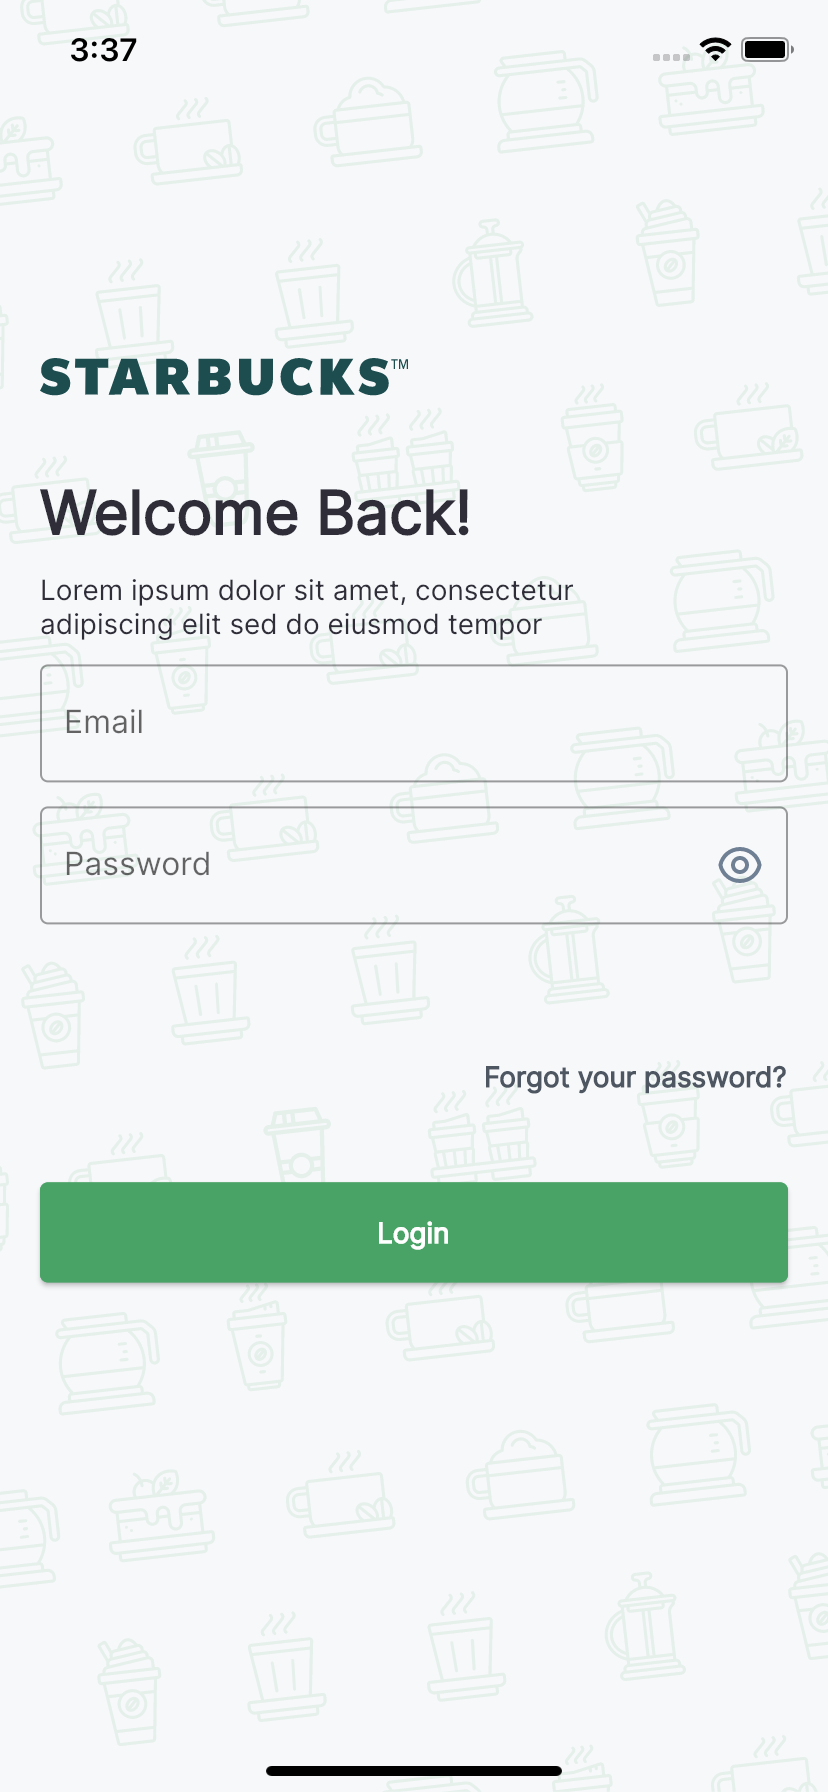 3:37
STARBUCKS™
Welcome Back!
Lorem ipsum dolor sit amet, consectetur
adipiscing elit sed do eiusmod tempor
Email
Password
Forgot your password?
Login